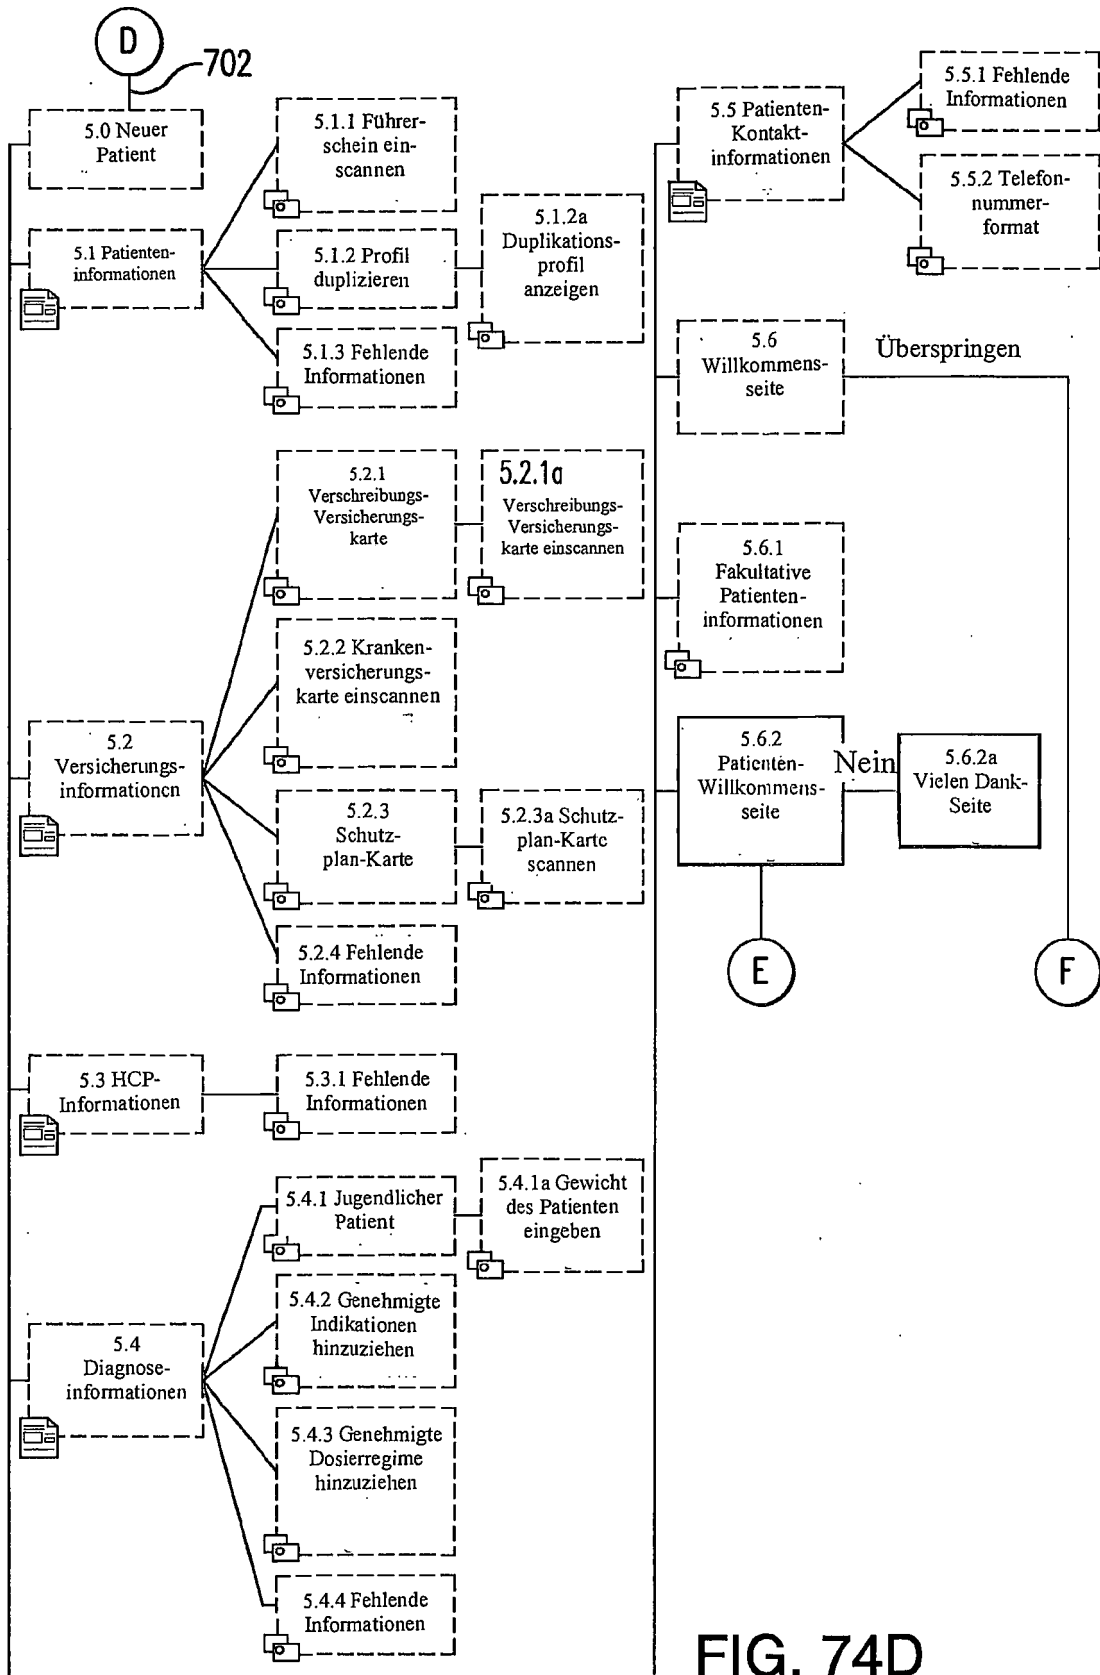 D
702
5.0 Neuer
Patient
5.1 Patienten-
informationen
5.1.1 Führer-
schein ein-
scannen
5.1.2 Profil
duplizieren
5.1.2a
Duplikations-
profil
anzeigen
5.1.3 Fehlende
Informationen
5.2
Versicherungs-
informationen
5.2.1
Verschreibungs-
Versicherungs-
karte
5.2.1a
Verschreibungs-
Versicherungs-
karte einscannen
5.2.2 Kranken-
versicherungs-
karte einscannen
5.2.3
Schutz-
plan-Karte
5.2.3a Schutz-
plan-Karte
scannen
5.2.4 Fehlende
Informationen
5.3 HCP-
Informationen
5.3.1 Fehlende
Informationen
5.4
Diagnose-
informationen
5.4.1 Jugendlicher
Patient
5.4.1a Gewicht
des Patienten
eingeben
5.4.2 Genehmigte
Indikationen
hinzuziehen
5.4.3 Genehmigte
Dosierregime
hinzuziehen
5.4.4 Fehlende
Informationen
5.5 Patienten-
Kontakt-
informationen
5.5.1 Fehlende
Informationen
5.5.2 Telefon-
nummer-
format
5.6
Willkommens-
seite
Überspringen
5.6.1
Fakultative
Patienten-
informationen
5.6.2
Patienten-
Willkommens-
seite
Nein
5.6.2a
Vielen Dank-
Seite
E
F
FIG. 74D